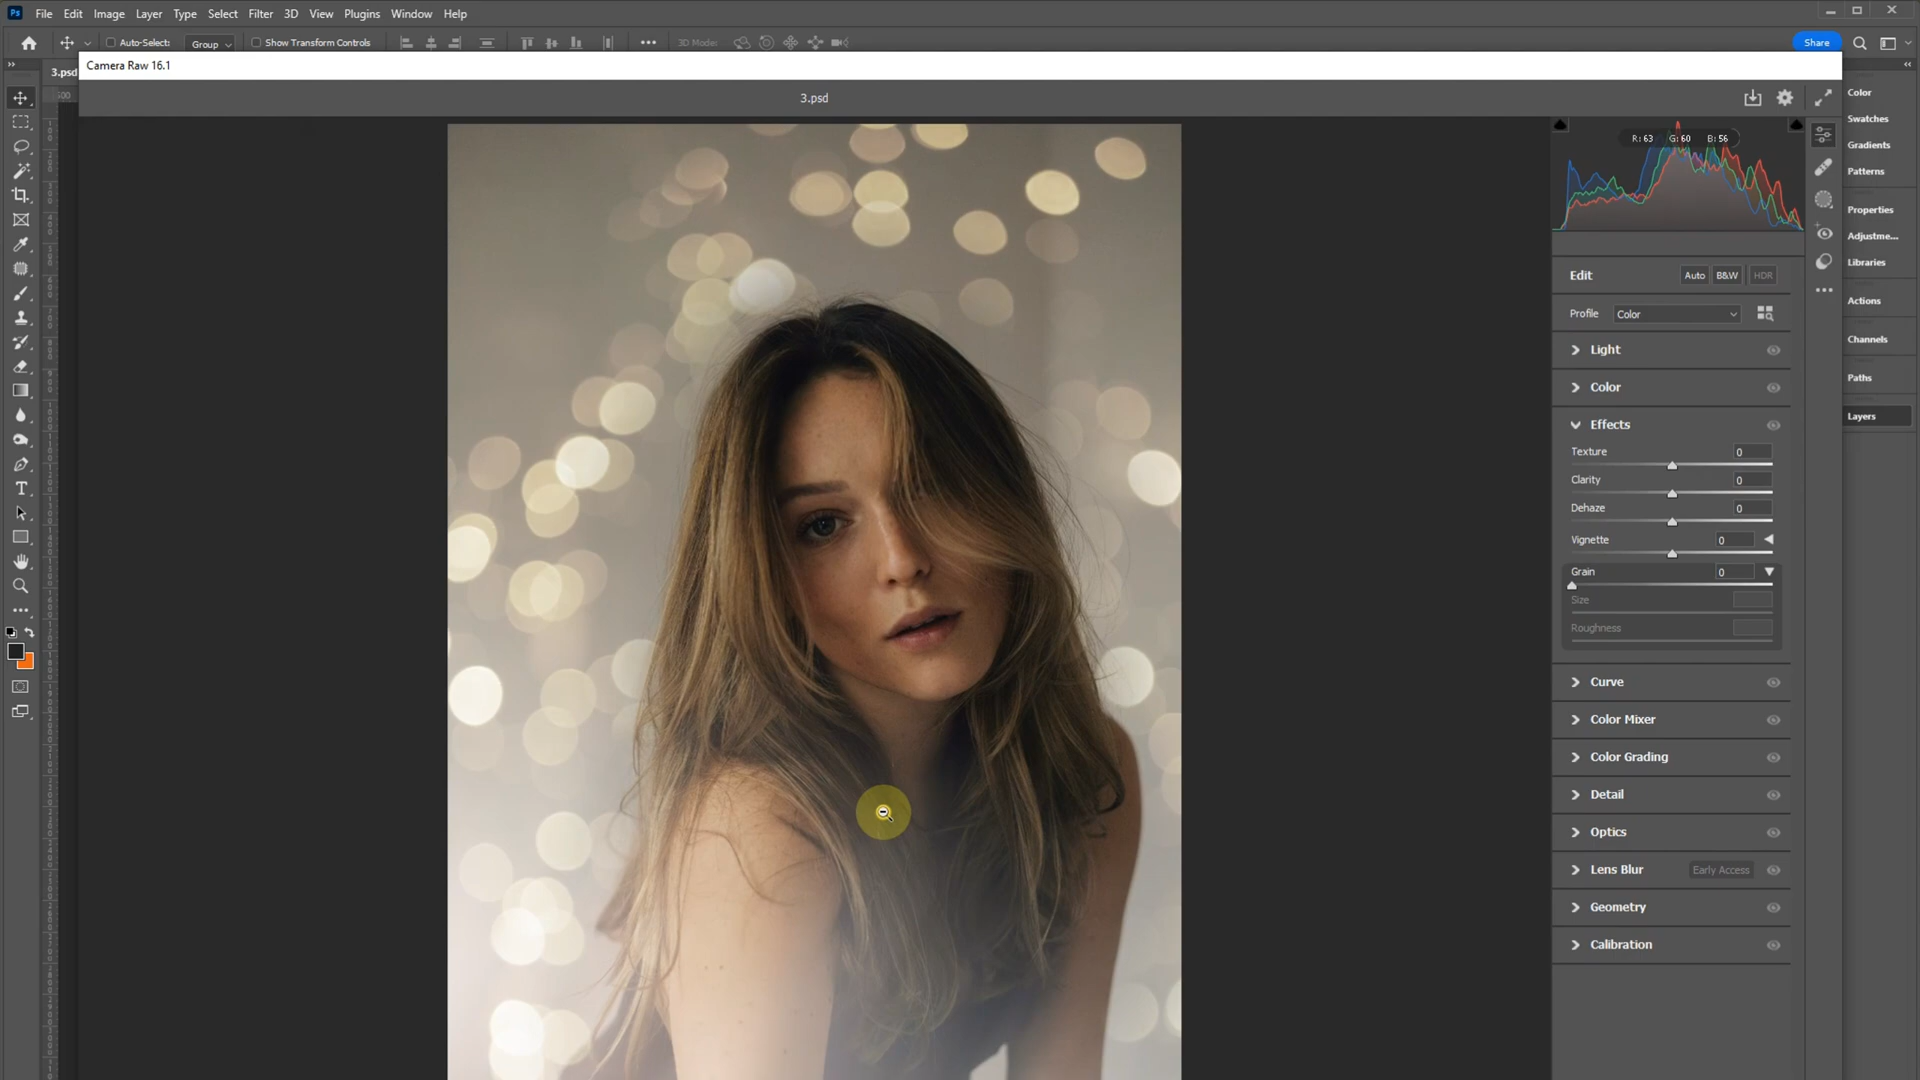 Ps File Edit Image Layer Type Select Filter 3D View Plugins Window Help
Auto-Select: Group Show Transform Controls 3D Mode: Share
3.psd Camera Raw 16.1
3.psd
R: 63 G: 60 B: 56
Edit Auto B&W HDR
Profile Color
Light
Color
Effects
Texture 0
Clarity 0
Dehaze 0
Vignette 0
Grain 0
Size
Roughness
Curve
Color Mixer
Color Grading
Detail
Optics
Lens Blur Early Access
Geometry
Calibration
Color
Swatches
Gradients
Patterns
Properties
Adjustme...
Libraries
Actions
Channels
Paths
Layers